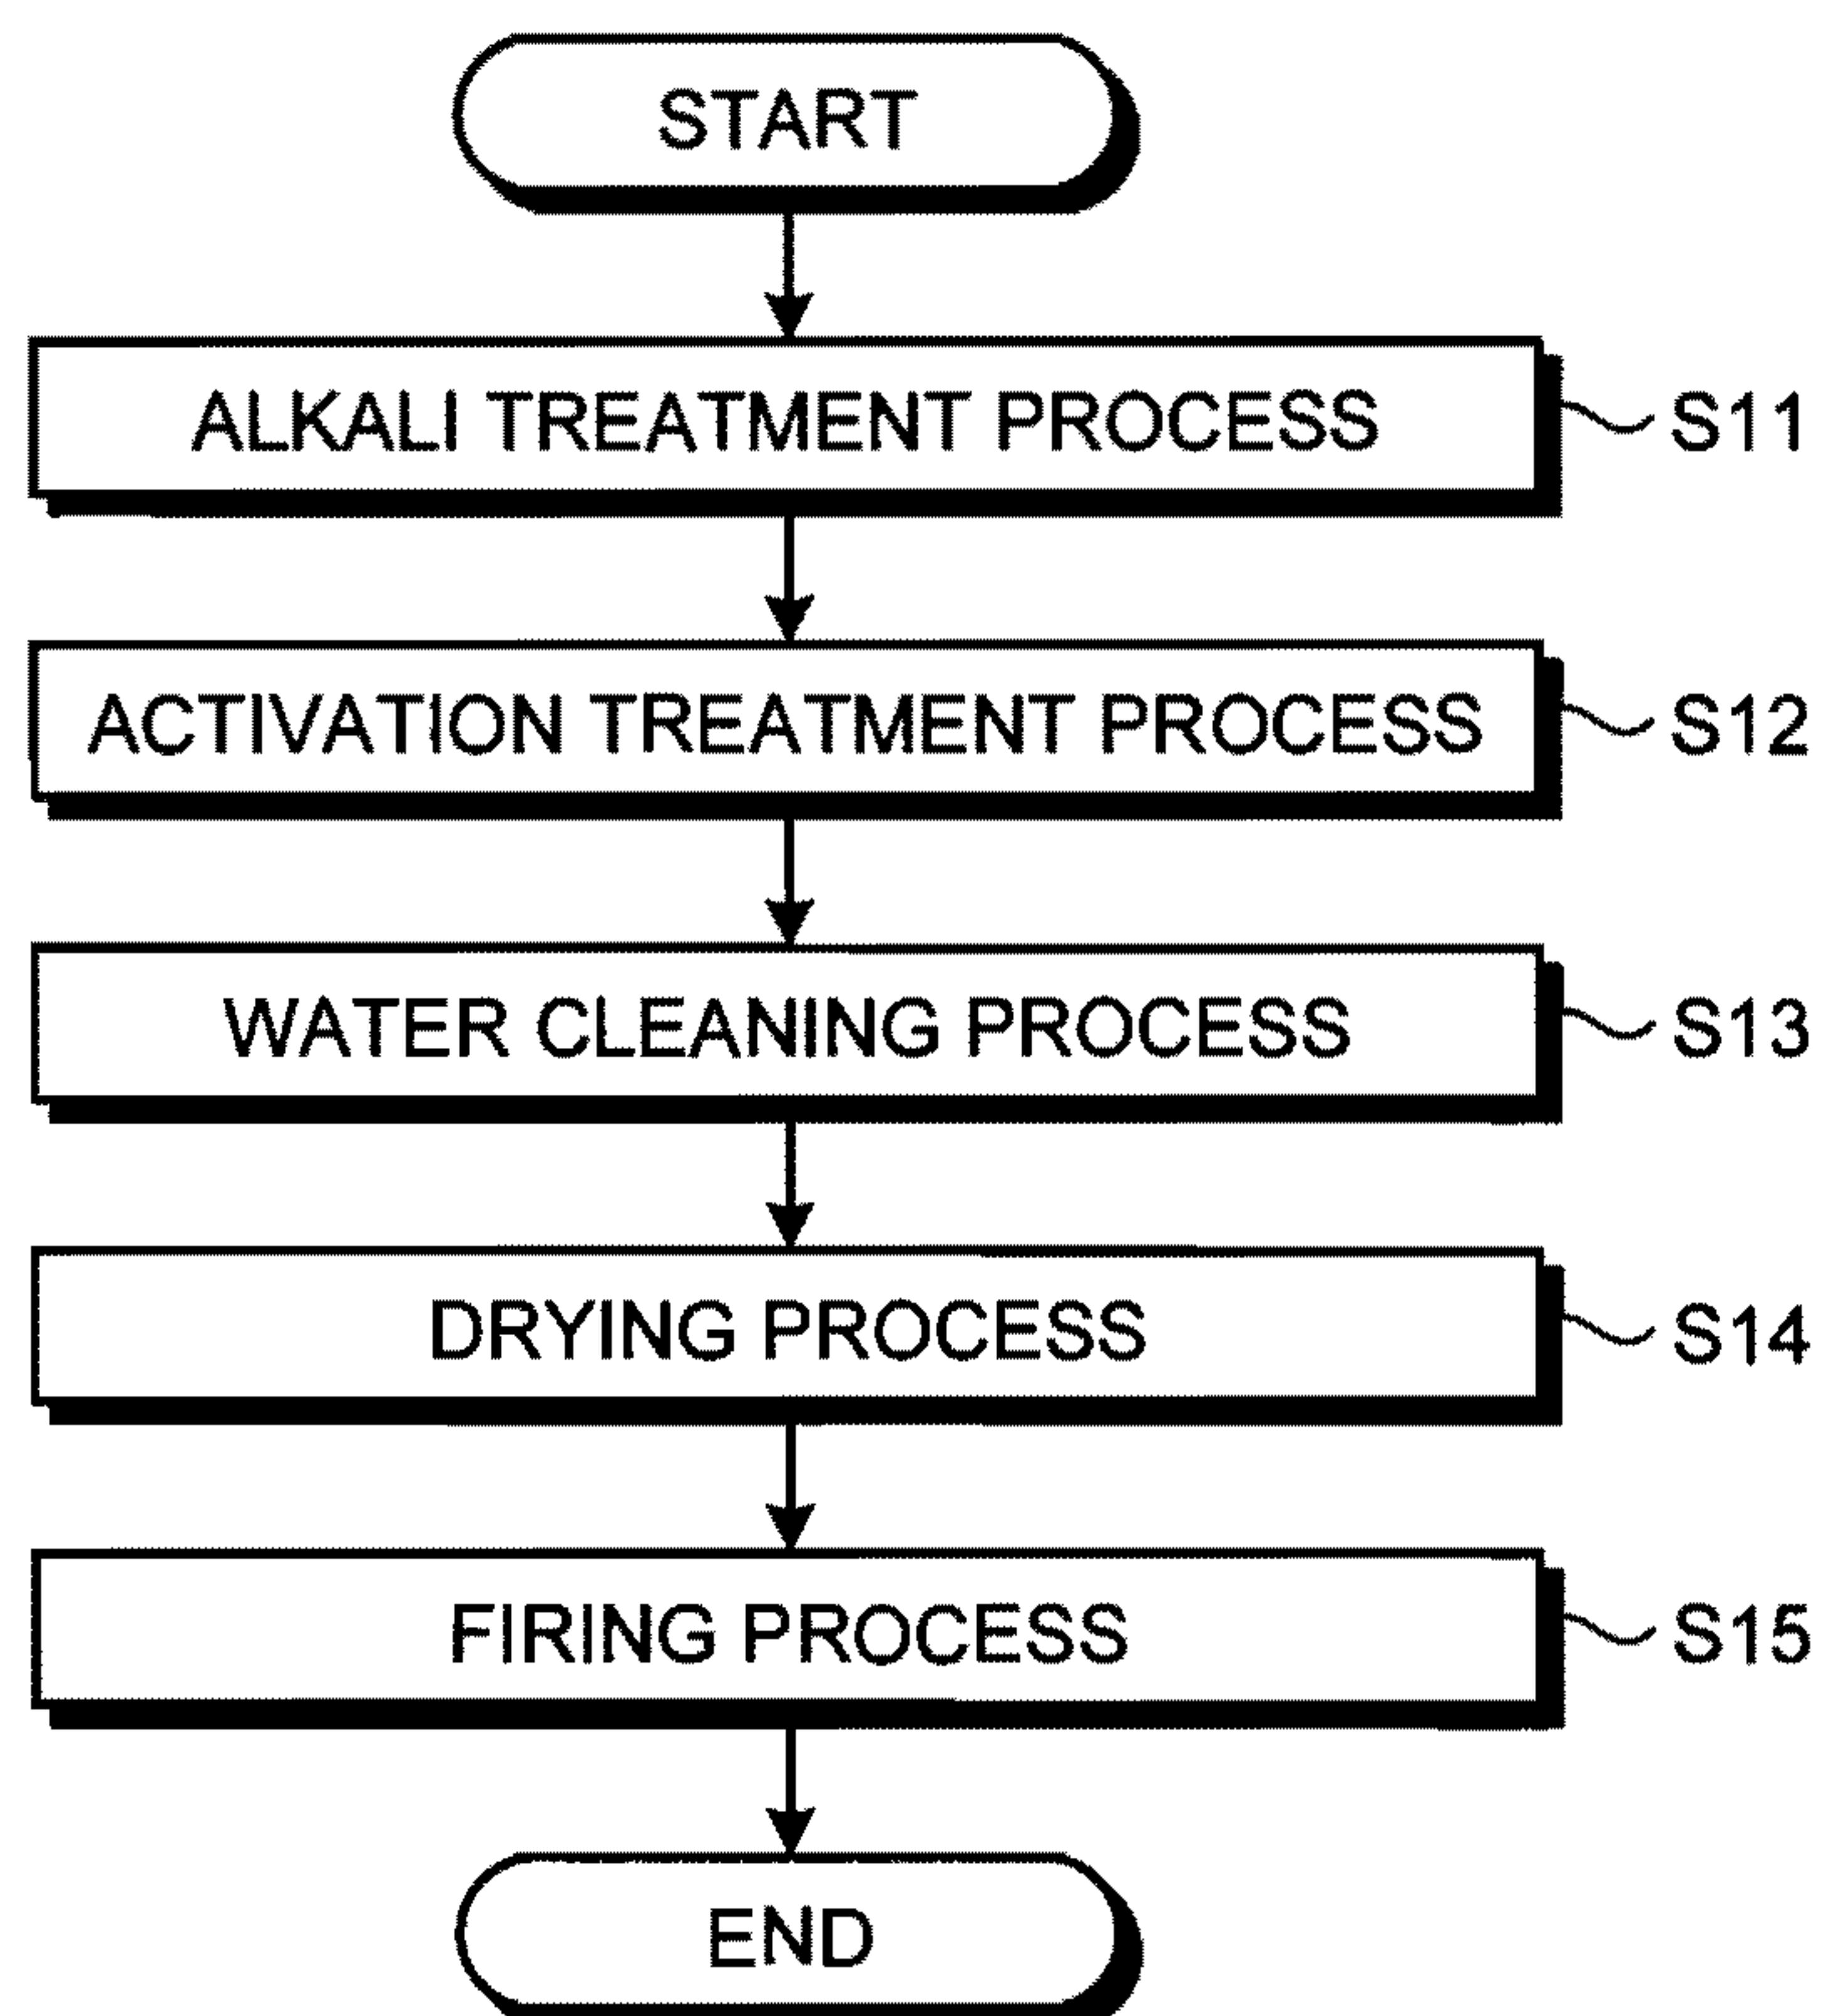 START
ALKALI TREATMENT PROCESS S11
ACTIVATION TREATMENT PROCESS S12
WATER CLEANING PROCESS S13
DRYING PROCESS S14
FIRING PROCESS S15
END